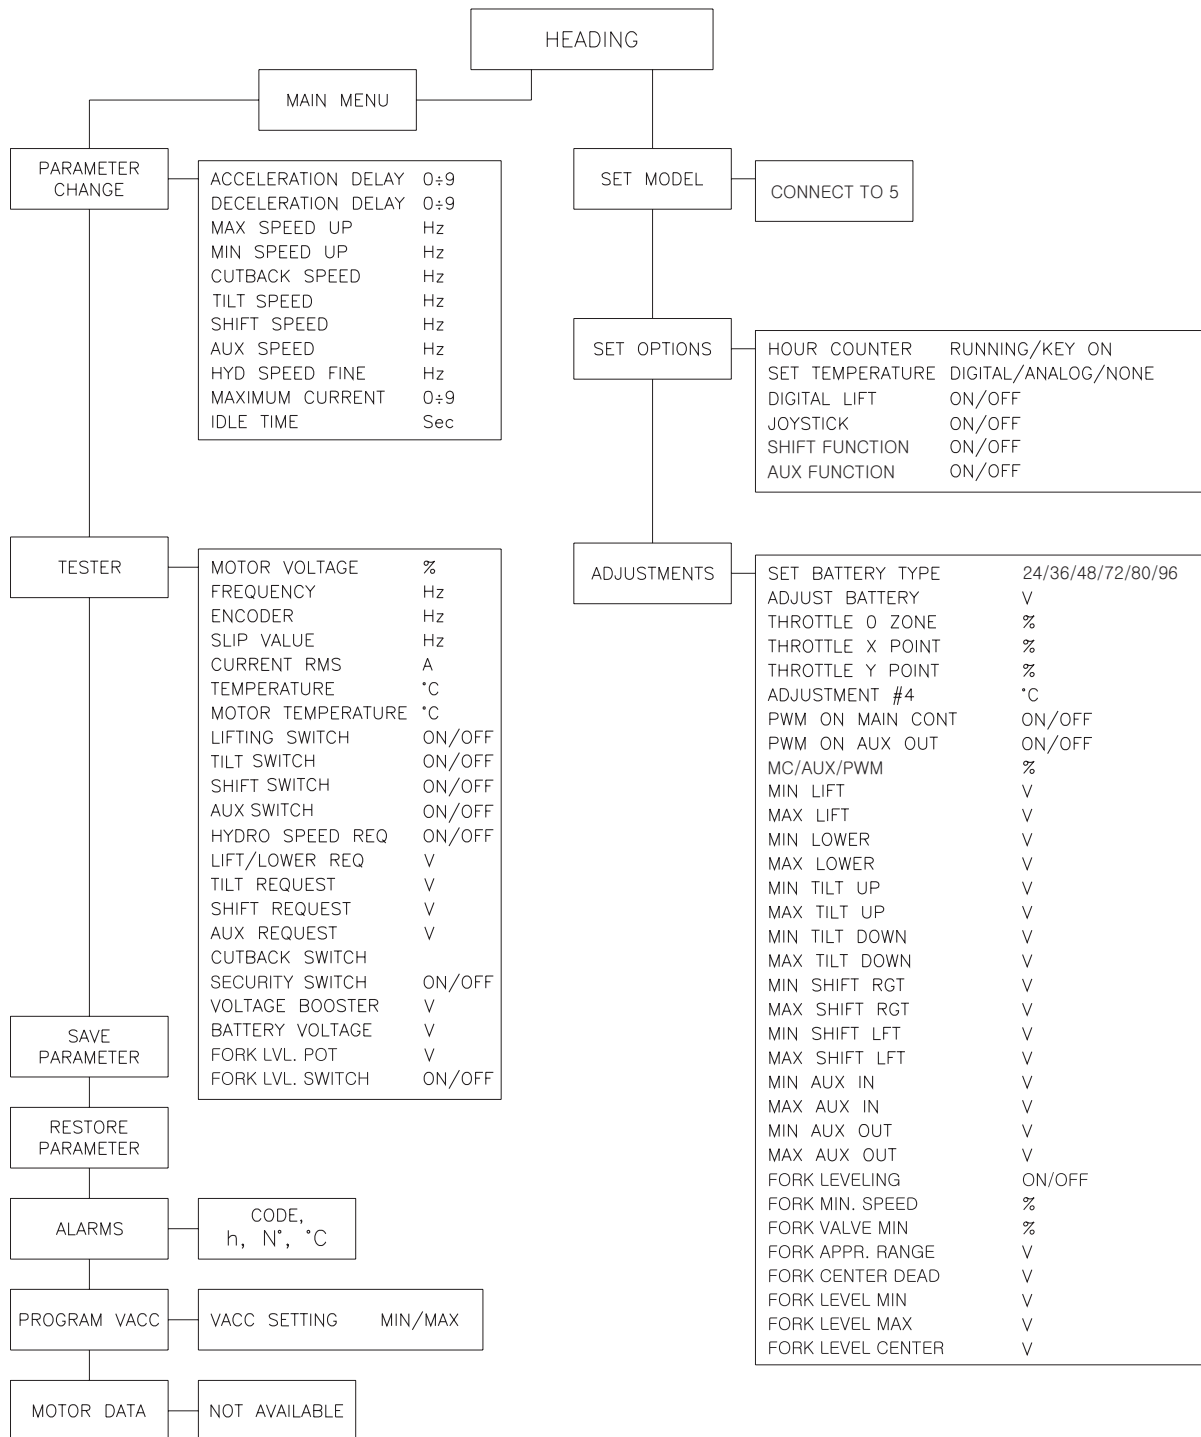 HEADING
MAIN MENU
PARAMETER
CHANGE
ACCELERATION DELAY 0÷9
DECELERATION DELAY 0÷9
MAX SPEED UP Hz
MIN SPEED UP Hz
CUTBACK SPEED Hz
TILT SPEED Hz
SHIFT SPEED Hz
AUX SPEED Hz
HYD SPEED FINE Hz
MAXIMUM CURRENT 0÷9
IDLE TIME Sec
TESTER
MOTOR VOLTAGE %
FREQUENCY Hz
ENCODER Hz
SLIP VALUE Hz
CURRENT RMS A
TEMPERATURE °C
MOTOR TEMPERATURE °C
LIFTING SWITCH ON/OFF
TILT SWITCH ON/OFF
SHIFT SWITCH ON/OFF
AUX SWITCH ON/OFF
HYDRO SPEED REQ ON/OFF
LIFT/LOWER REQ V
TILT REQUEST V
SHIFT REQUEST V
AUX REQUEST V
CUTBACK SWITCH
SECURITY SWITCH ON/OFF
VOLTAGE BOOSTER V
BATTERY VOLTAGE V
FORK LVL. POT V
FORK LVL. SWITCH ON/OFF
SAVE
PARAMETER
RESTORE
PARAMETER
ALARMS
CODE,
h, N°, °C
PROGRAM VACC
VACC SETTING MIN/MAX
MOTOR DATA
NOT AVAILABLE
SET MODEL
CONNECT TO 5
SET OPTIONS
HOUR COUNTER RUNNING/KEY ON
SET TEMPERATURE DIGITAL/ANALOG/NONE
DIGITAL LIFT ON/OFF
JOYSTICK ON/OFF
SHIFT FUNCTION ON/OFF
AUX FUNCTION ON/OFF
ADJUSTMENTS
SET BATTERY TYPE 24/36/48/72/80/96
ADJUST BATTERY V
THROTTLE 0 ZONE %
THROTTLE X POINT %
THROTTLE Y POINT %
ADJUSTMENT #4 °C
PWM ON MAIN CONT ON/OFF
PWM ON AUX OUT ON/OFF
MC/AUX/PWM %
MIN LIFT V
MAX LIFT V
MIN LOWER V
MAX LOWER V
MIN TILT UP V
MAX TILT UP V
MIN TILT DOWN V
MAX TILT DOWN V
MIN SHIFT RGT V
MAX SHIFT RGT V
MIN SHIFT LFT V
MAX SHIFT LFT V
MIN AUX IN V
MAX AUX IN V
MIN AUX OUT V
MAX AUX OUT V
FORK LEVELING ON/OFF
FORK MIN. SPEED %
FORK VALVE MIN %
FORK APPR. RANGE V
FORK CENTER DEAD V
FORK LEVEL MIN V
FORK LEVEL MAX V
FORK LEVEL CENTER V